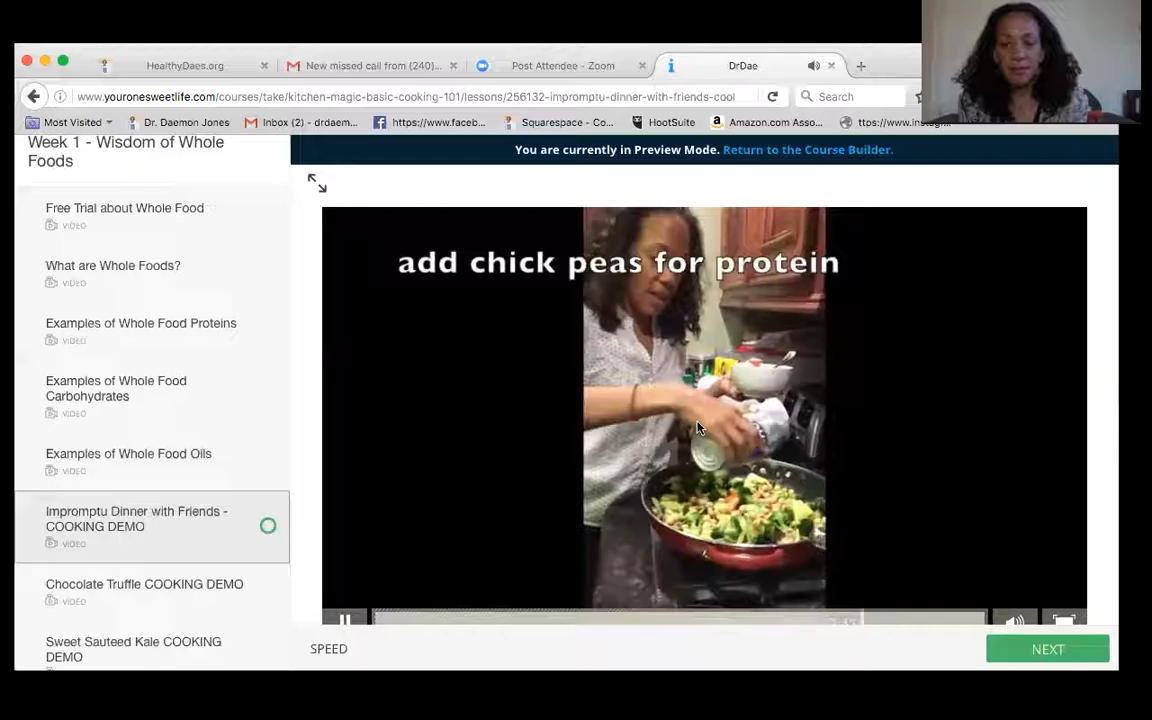 HealthyDaes.org
New missed call from (240)...
Post Attendee - Zoom
DrDae
www.youronesweetlife.com/courses/take/kitchen-magic-basic-cooking-101/lessons/256132-impromptu-dinner-with-friends-cool
Search
Most Visited
Dr. Daemon Jones
Inbox (2) - drdaem...
https://www.faceb...
Squarespace - Co...
HootSuite
Amazon.com Asso...
ttps://www.instagr...
Week 1 - Wisdom of Whole
Foods
You are currently in Preview Mode. Return to the Course Builder.
Free Trial about Whole Food
VIDEO
What are Whole Foods?
VIDEO
Examples of Whole Food Proteins
VIDEO
Examples of Whole Food
Carbohydrates
VIDEO
Examples of Whole Food Oils
VIDEO
Impromptu Dinner with Friends -
COOKING DEMO
VIDEO
Chocolate Truffle COOKING DEMO
VIDEO
Sweet Sauteed Kale COOKING
DEMO
add chick peas for protein
SPEED
NEXT